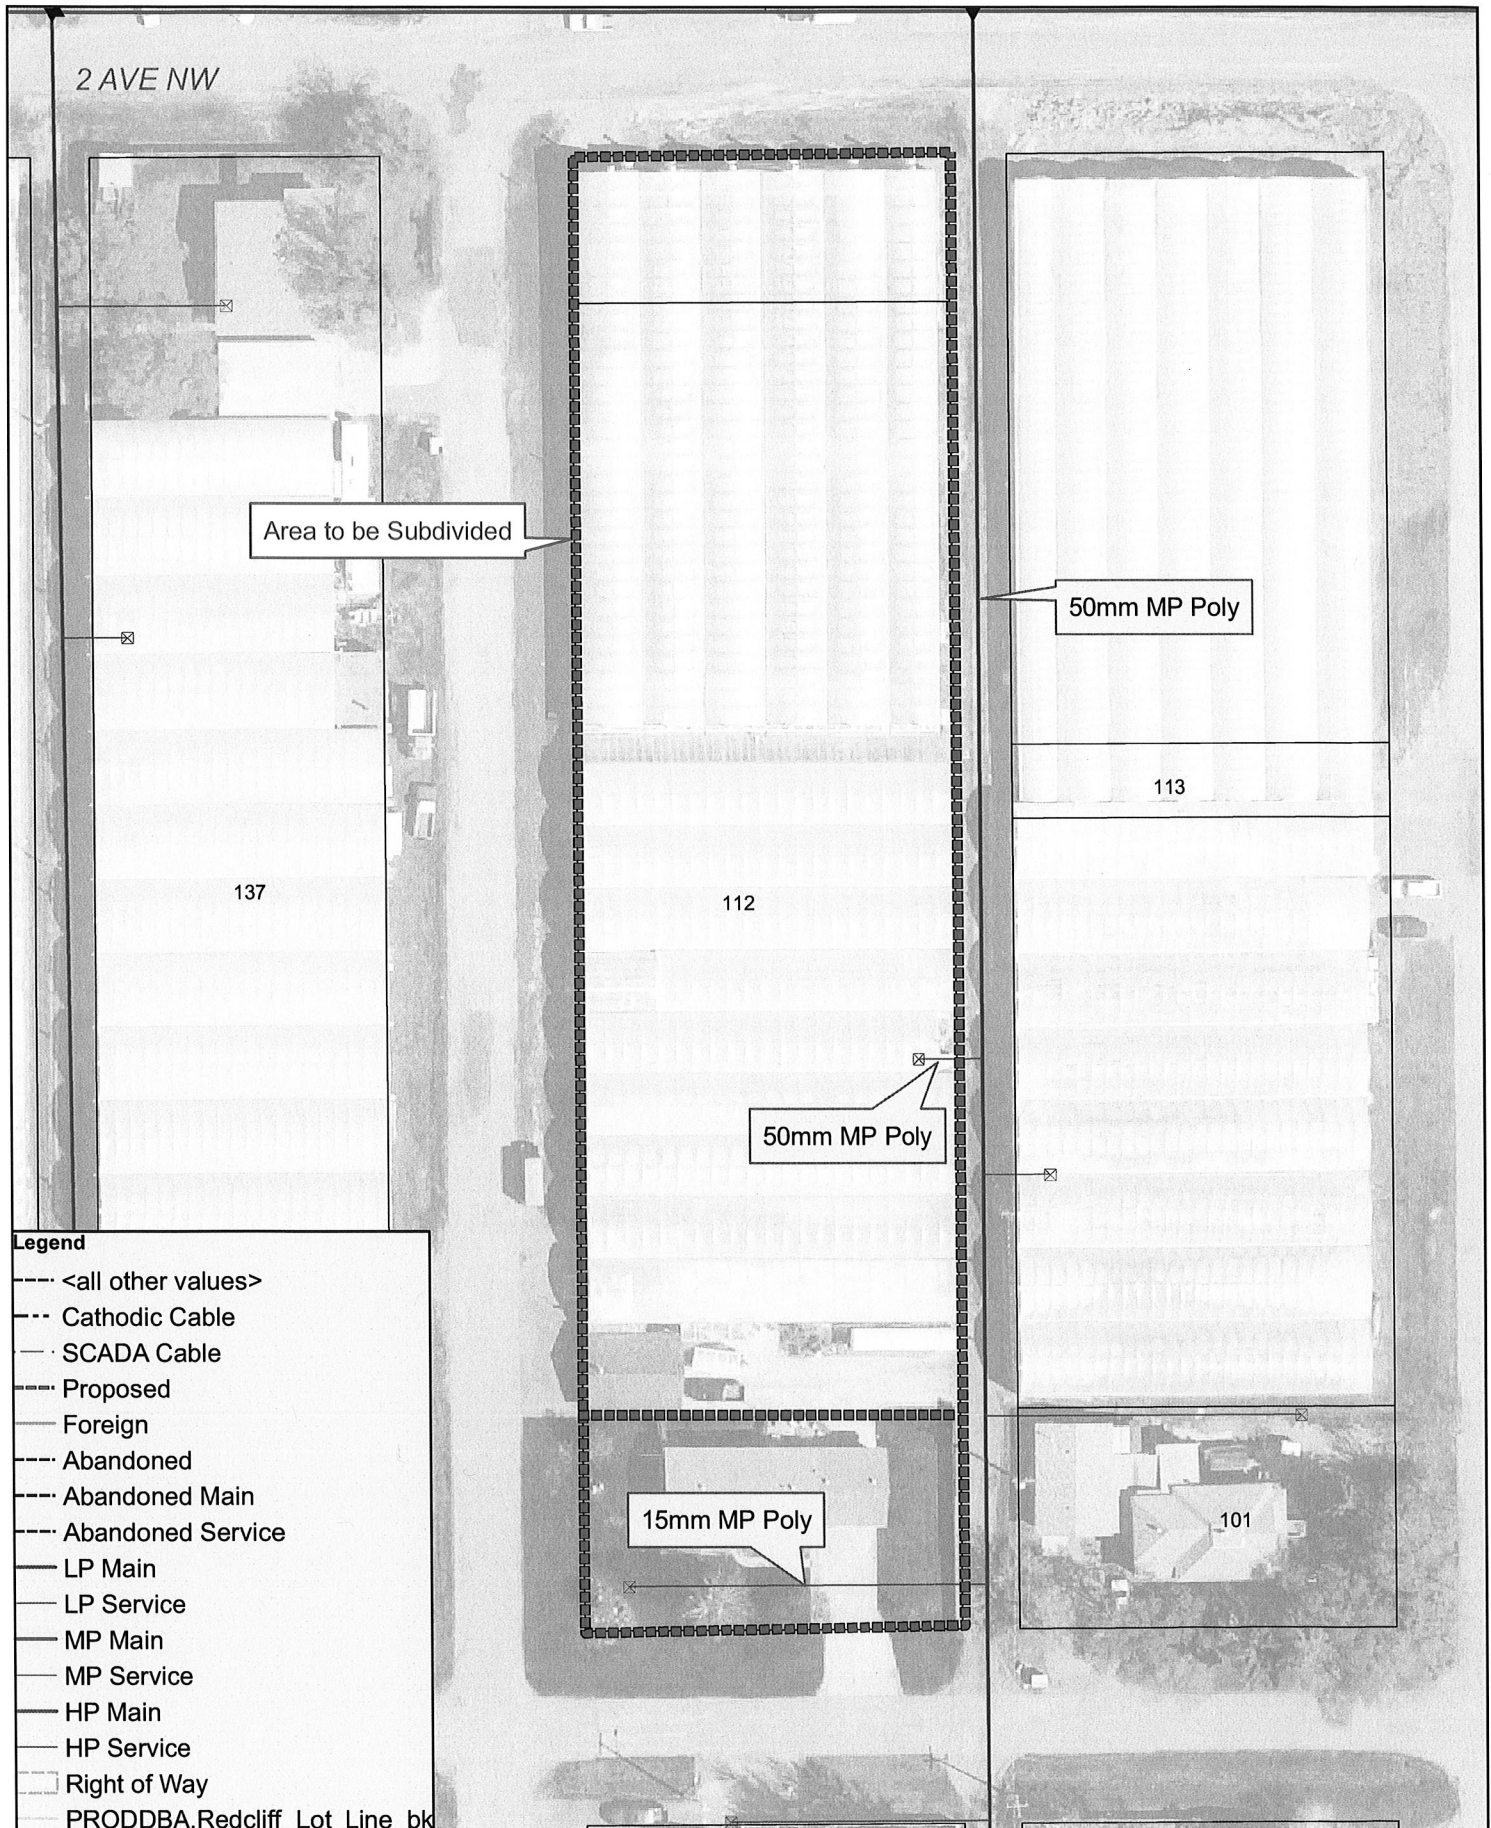 2 AVE NW
Area to be Subdivided
50mm MP Poly
113
137
112
50mm MP Poly
15mm MP Poly
101
Legend
<all other values>
Cathodic Cable
SCADA Cable
Proposed
Foreign
Abandoned
Abandoned Main
Abandoned Service
LP Main
LP Service
MP Main
MP Service
HP Main
HP Service
Right of Way
PRODDBA.Redcliff_Lot_Line_bk